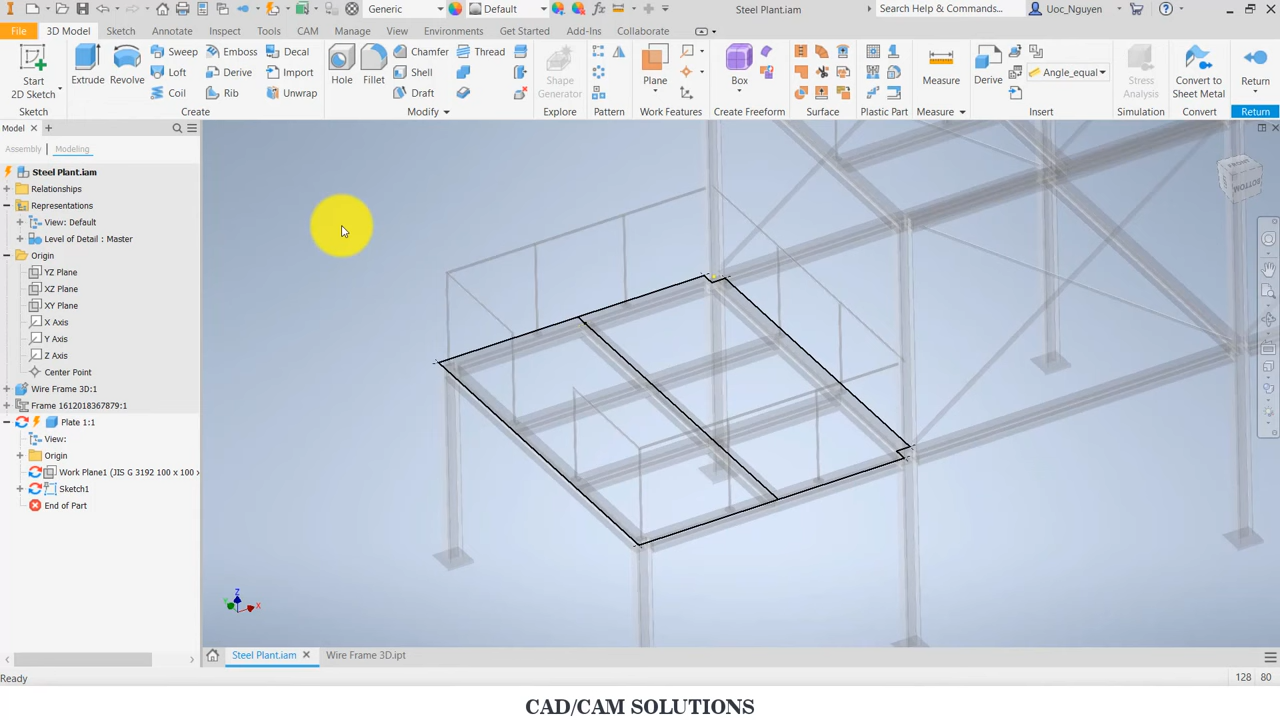 Generic
Default
Steel Plant.iam
Search Help & Commands...
Uoc_Nguyen
File
3D Model
Sketch
Annotate
Inspect
Tools
CAM
Manage
View
Environments
Get Started
Add-Ins
Collaborate
Start
2D Sketch
Extrude
Revolve
Sweep
Loft
Coil
Emboss
Derive
Rib
Decal
Import
Unwrap
Hole
Fillet
Chamfer
Shell
Draft
Thread
Shape
Generator
Plane
Box
Measure
Derive
Angle_equal
Stress
Analysis
Convert to
Sheet Metal
Return
Sketch
Create
Modify
Explore
Pattern
Work Features
Create Freeform
Surface
Plastic Part
Measure
Insert
Simulation
Convert
Return
Model
Assembly
Modeling
Steel Plant.iam
Relationships
Representations
View: Default
Level of Detail : Master
Origin
YZ Plane
XZ Plane
XY Plane
X Axis
Y Axis
Z Axis
Center Point
Wire Frame 3D:1
Frame 1612018367879:1
Plate 1:1
View:
Origin
Work Plane1 (JIS G 3192 100 x 100 x
Sketch1
End of Part
FRONT
BOTTOM
Z
X
Steel Plant.iam
Wire Frame 3D.ipt
Ready
128
80
CAD/CAM SOLUTIONS